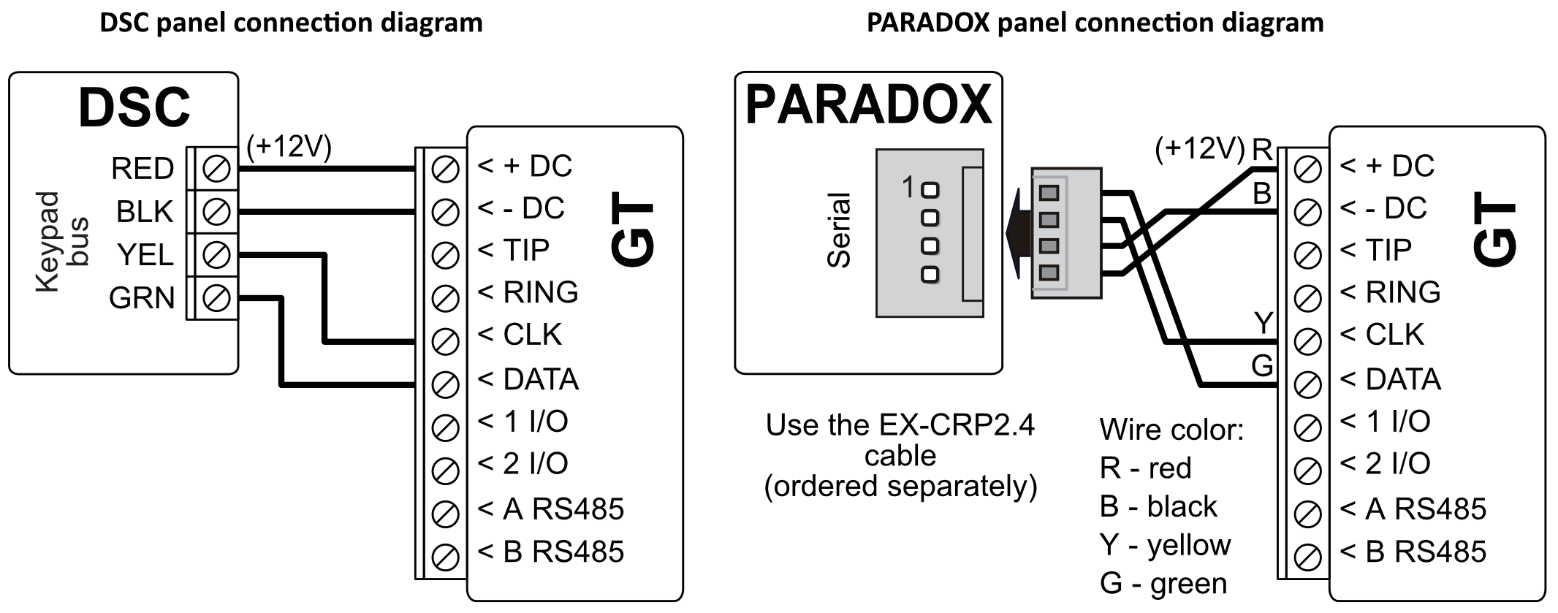 DSC panel connection diagram
DSC
Keypad
bus
RED
BLK
YEL
GRN
(+12V)
< + DC
< - DC
< TIP
< RING
< CLK
< DATA
< 1 I/O
< 2 I/O
< A RS485
< B RS485
GT
PARADOX panel connection diagram
PARADOX
Serial
1
(+12V) R
B
Y
G
< + DC
< - DC
< TIP
< RING
< CLK
< DATA
< 1 I/O
< 2 I/O
< A RS485
< B RS485
GT
Use the EX-CRP2.4
cable
(ordered separately)
Wire color:
R - red
B - black
Y - yellow
G - green